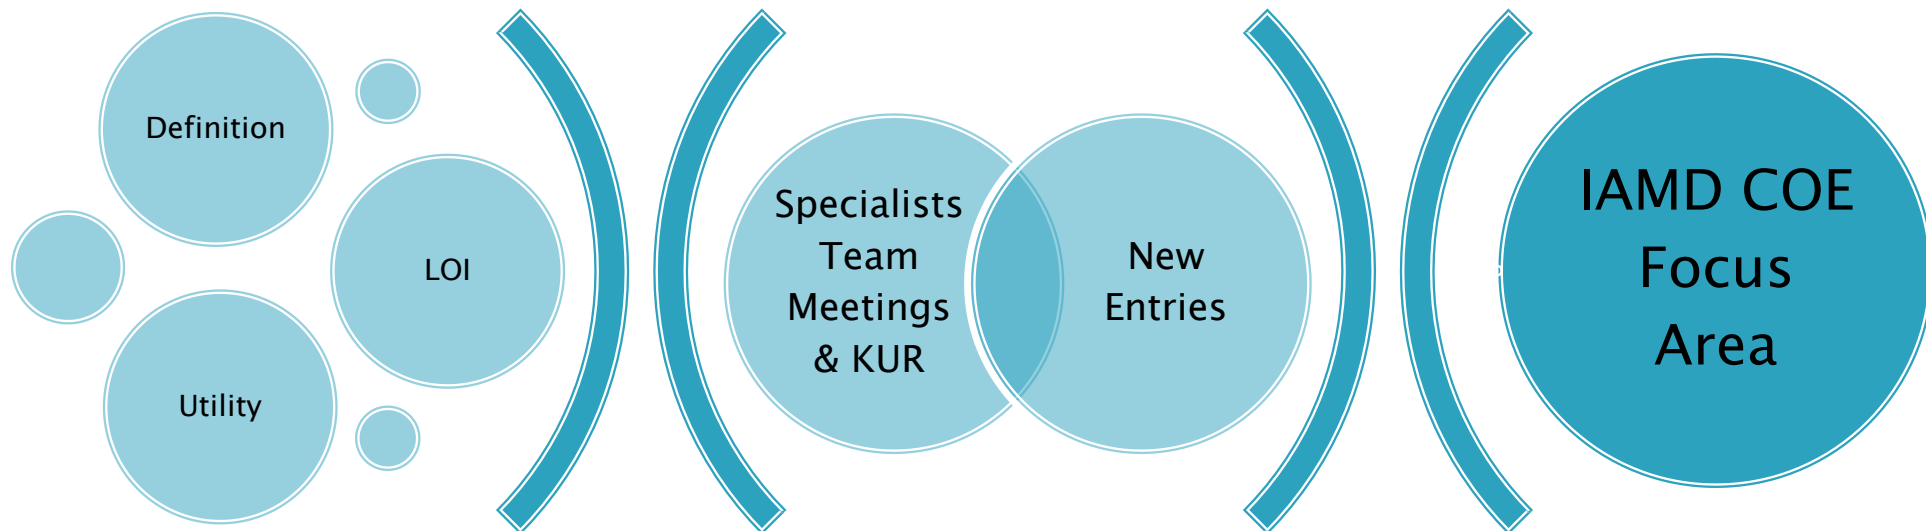 Definition
LOI
Utility
Specialists
Team
Meetings
& KUR
New
Entries
IAMD COE
Focus
Area